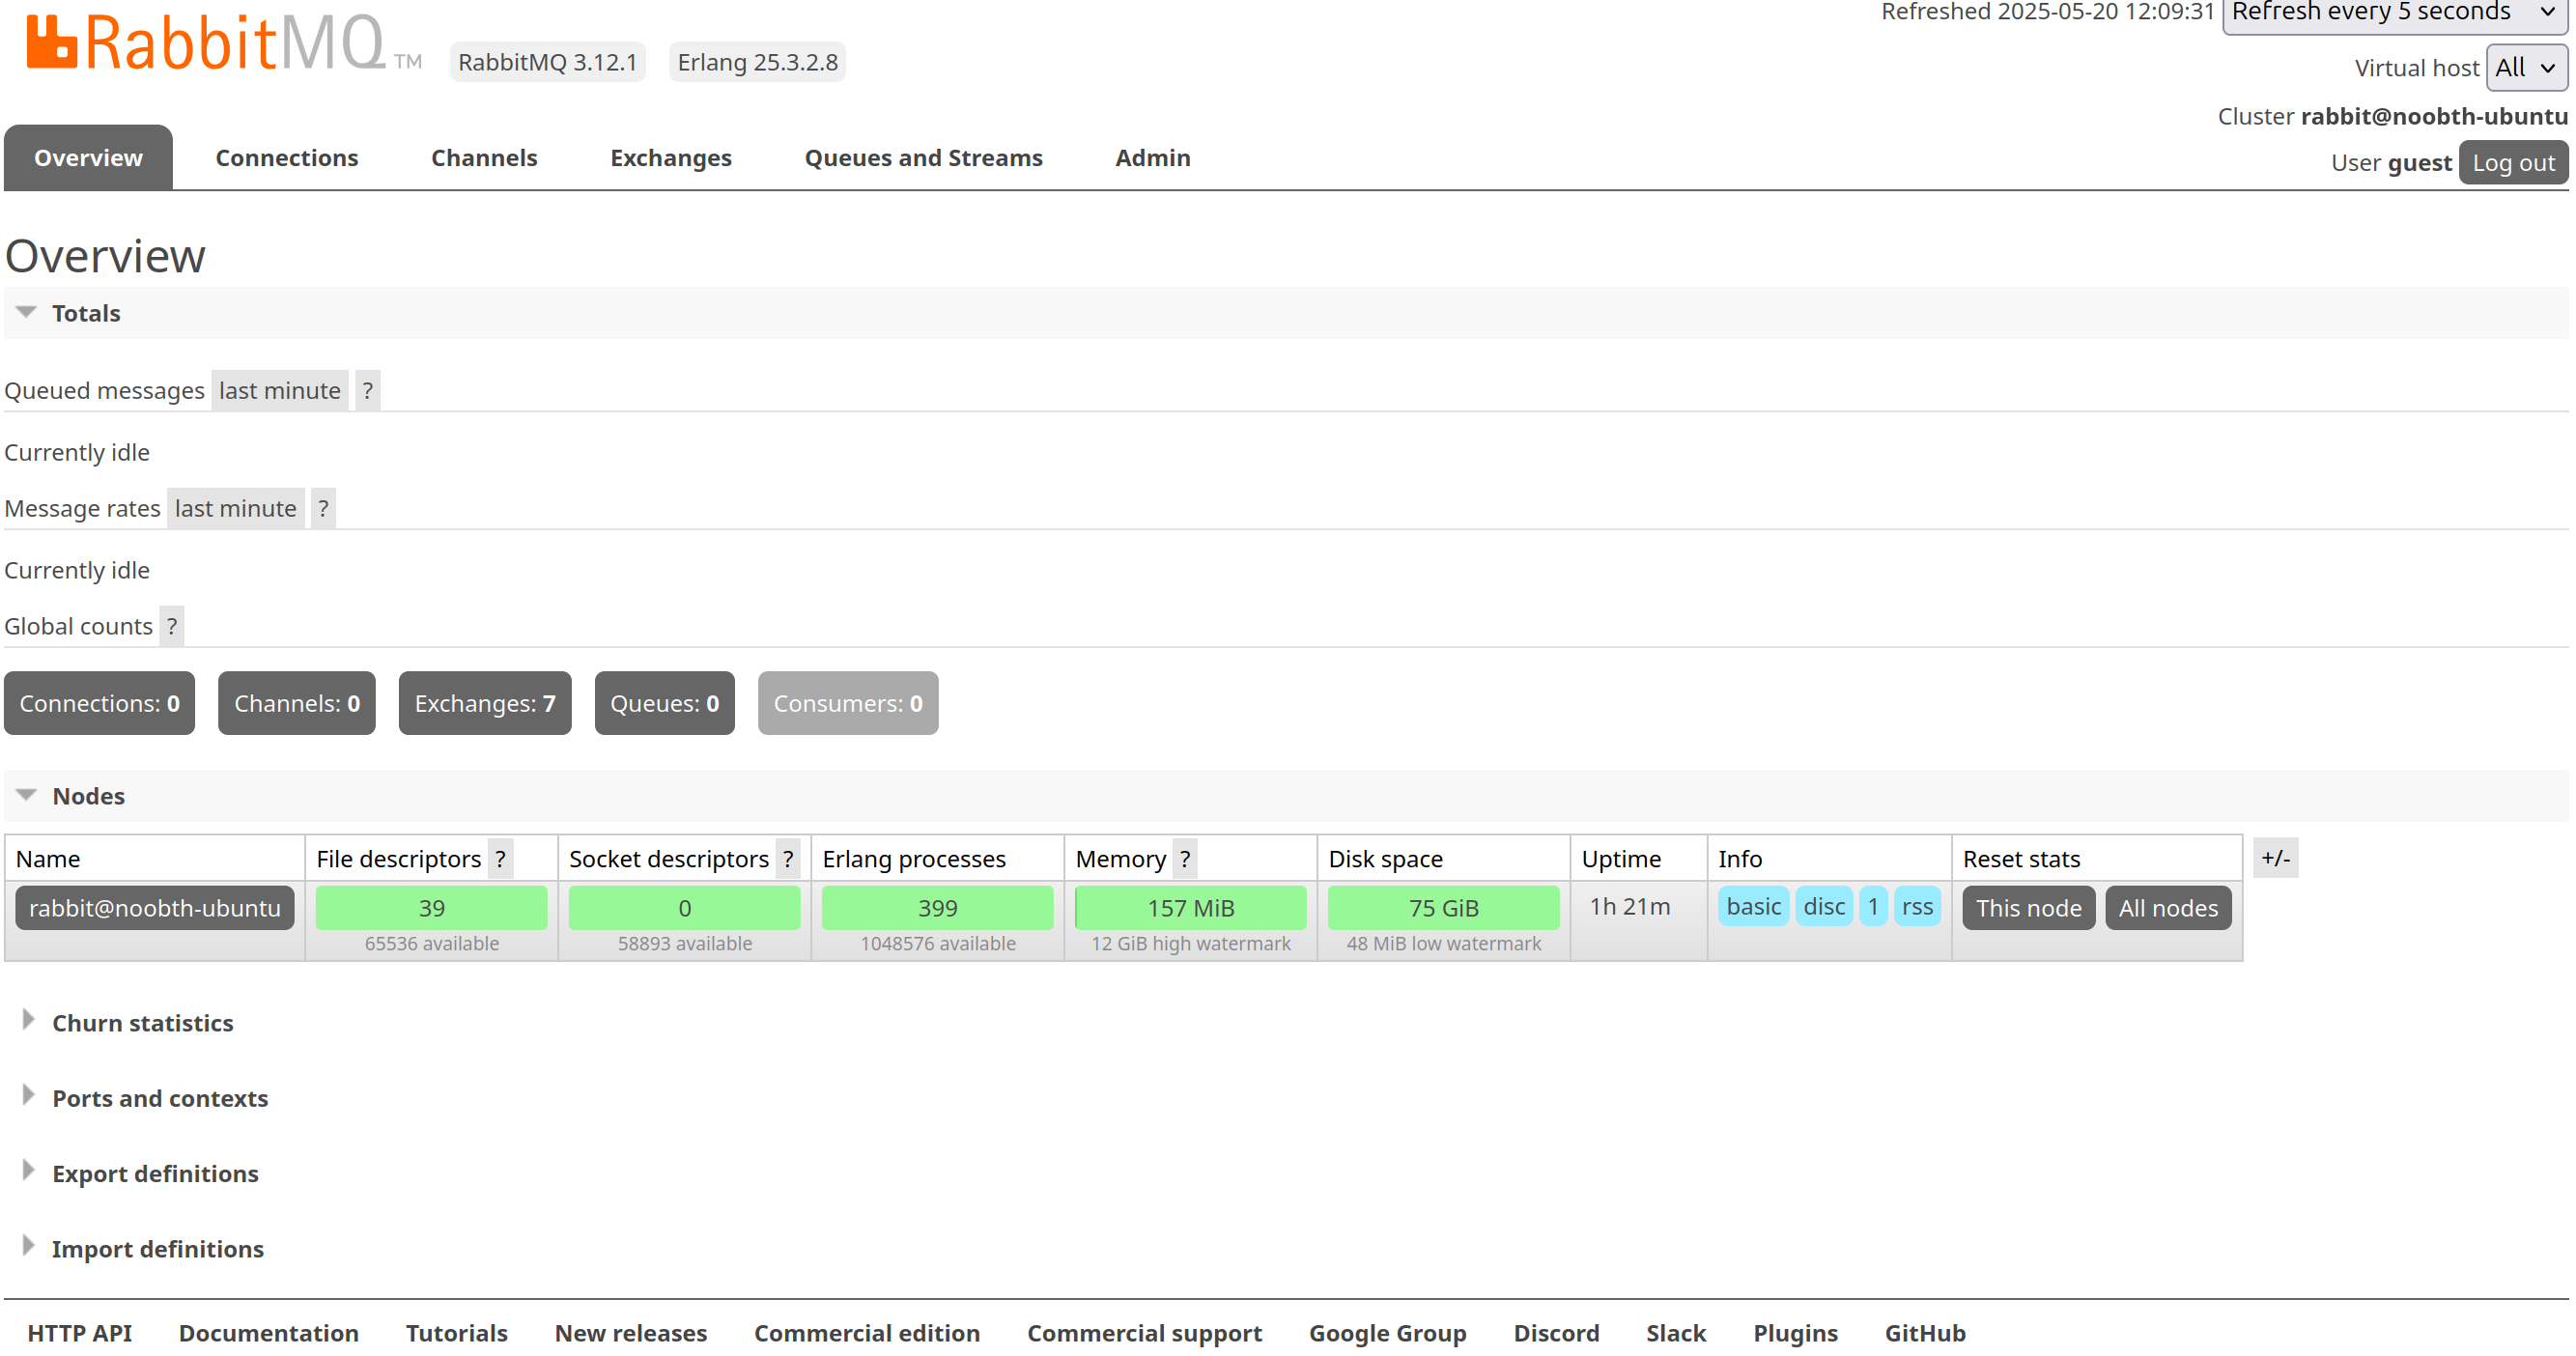 RabbitMQ TM RabbitMQ 3.12.1 Erlang 25.3.2.8
Refreshed 2025-05-20 12:09:31 Refresh every 5 seconds
Virtual host All
Cluster rabbit@noobth-ubuntu
User guest Log out
Overview Connections Channels Exchanges Queues and Streams Admin
Overview
Totals
Queued messages last minute ?
Currently idle
Message rates last minute ?
Currently idle
Global counts ?
Connections: 0 Channels: 0 Exchanges: 7 Queues: 0 Consumers: 0
Nodes
Name File descriptors ? Socket descriptors ? Erlang processes Memory ? Disk space Uptime Info Reset stats +/-
rabbit@noobth-ubuntu 39 0 399 157 MiB 75 GiB 1h 21m basic disc 1 rss This node All nodes
65536 available 58893 available 1048576 available 12 GiB high watermark 48 MiB low watermark
Churn statistics
Ports and contexts
Export definitions
Import definitions
HTTP API Documentation Tutorials New releases Commercial edition Commercial support Google Group Discord Slack Plugins GitHub